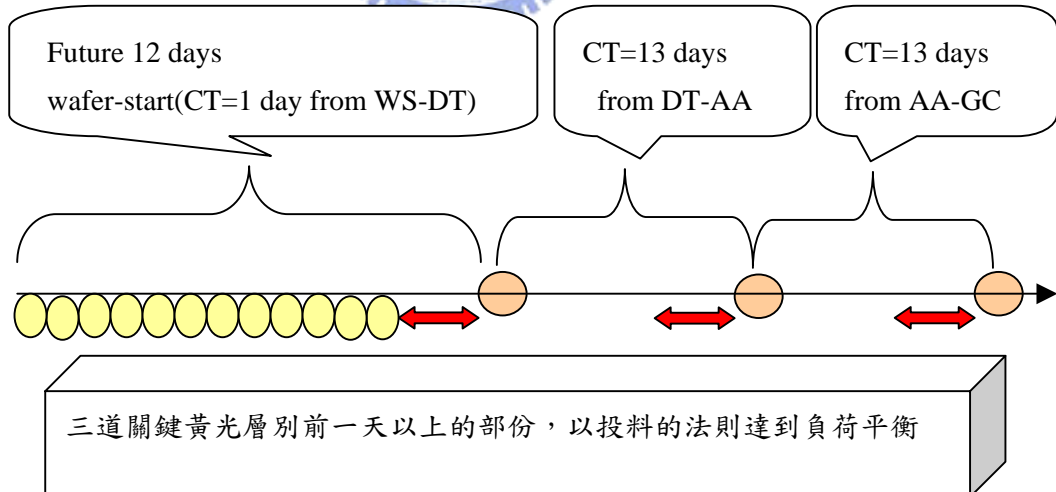 Future 12 days
wafer-start(CT=1 day from WS-DT)
CT=13 days
from DT-AA
CT=13 days
from AA-GC
三道關鍵黃光層別前一天以上的部份，以投料的法則達到負荷平衡